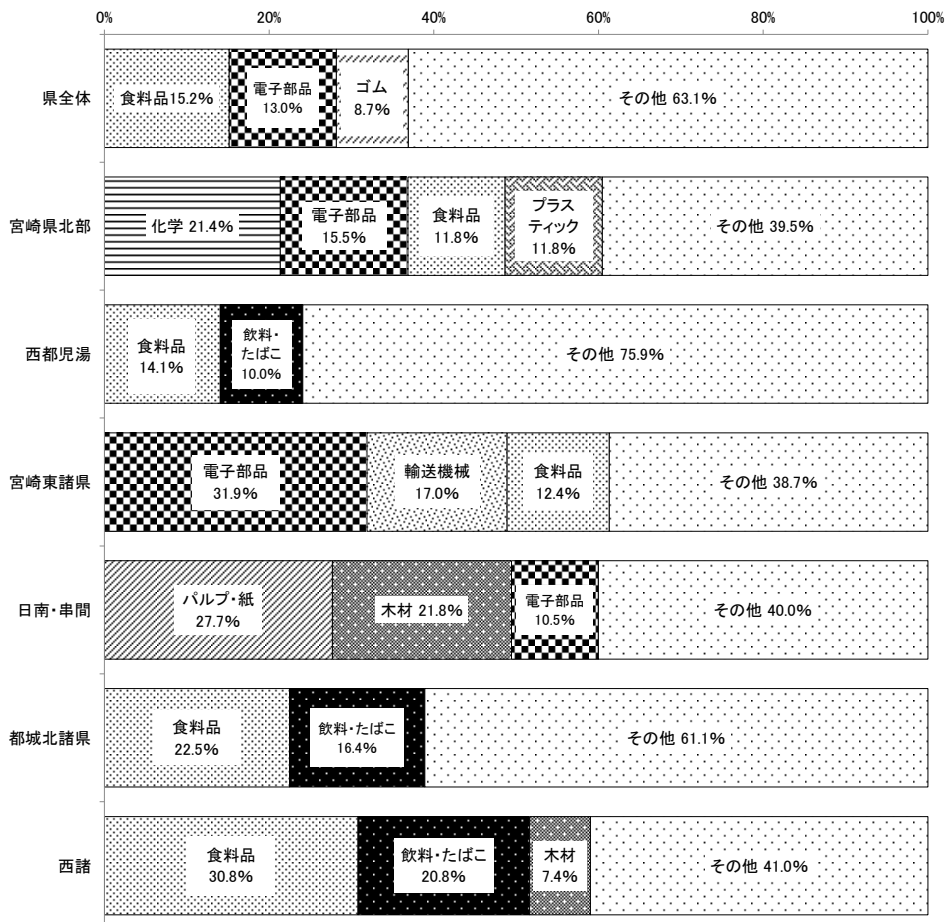 0%
20%
40%
60%
80%
100%
県全体
食料品15.2%
電子部品
13.0%
ゴム
8.7%
その他 63.1%
宮崎県北部
化学 21.4%
電子部品
15.5%
食料品
11.8%
プラス
ティック
11.8%
その他 39.5%
西都児湯
食料品
14.1%
飲料・
たばこ
10.0%
その他 75.9%
宮崎東諸県
電子部品
31.9%
輸送機械
17.0%
食料品
12.4%
その他 38.7%
日南・串間
パルプ・紙
27.7%
木材 21.8%
電子部品
10.5%
その他 40.0%
都城北諸県
食料品
22.5%
飲料・たばこ
16.4%
その他 61.1%
西諸
食料品
30.8%
飲料・たばこ
20.8%
木材
7.4%
その他 41.0%